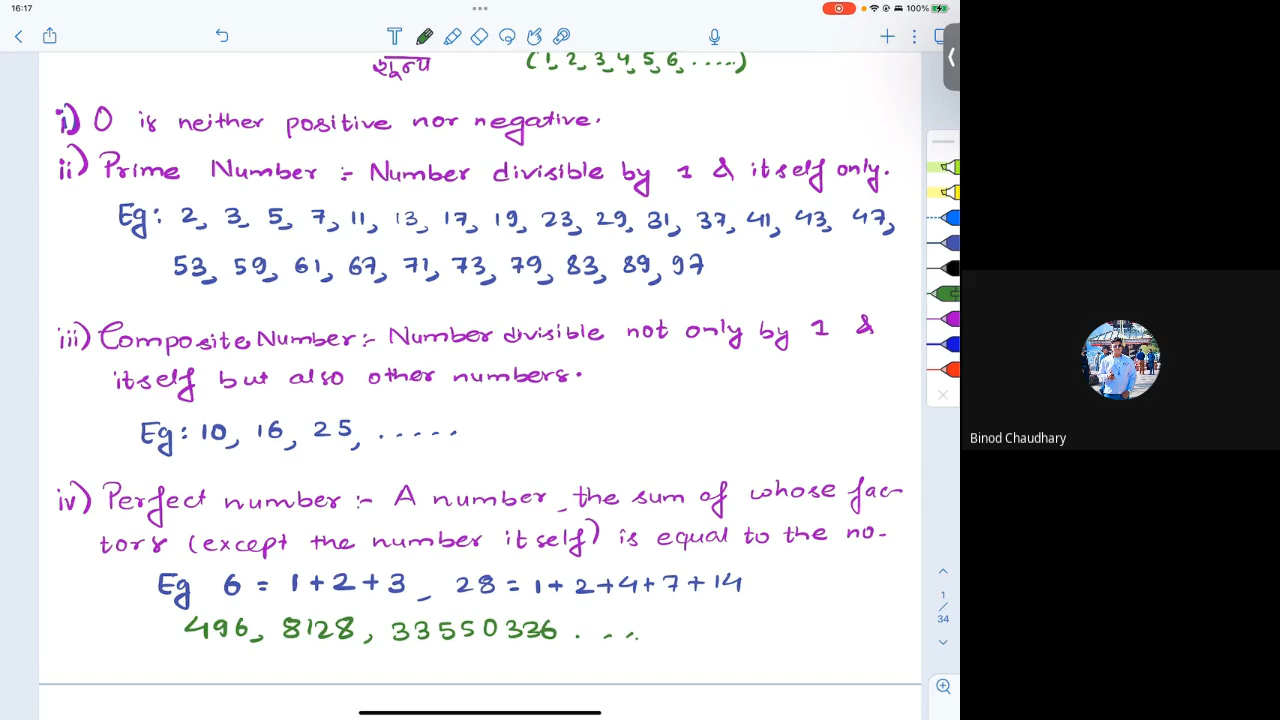 16:17
100%
शून्य (1, 2, 3, 4, 5, 6, .....)
i) 0 is neither positive nor negative.
ii) Prime Number :- Number divisible by 1 & itself only.
Eg: 2, 3, 5, 7, 11, 13, 17, 19, 23, 29, 31, 37, 41, 43, 47,
53, 59, 61, 67, 71, 73, 79, 83, 89, 97
iii) Composite Number :- Number divisible not only by 1 &
itself but also other numbers.
Eg: 10, 16, 25, .....
iv) Perfect number :- A number, the sum of whose fac-
tors (except the number itself) is equal to the no.
Eg 6 = 1+2+3, 28 = 1+2+4+7+14
496, 8128, 33550336 ....
1
/
34
Binod Chaudhary